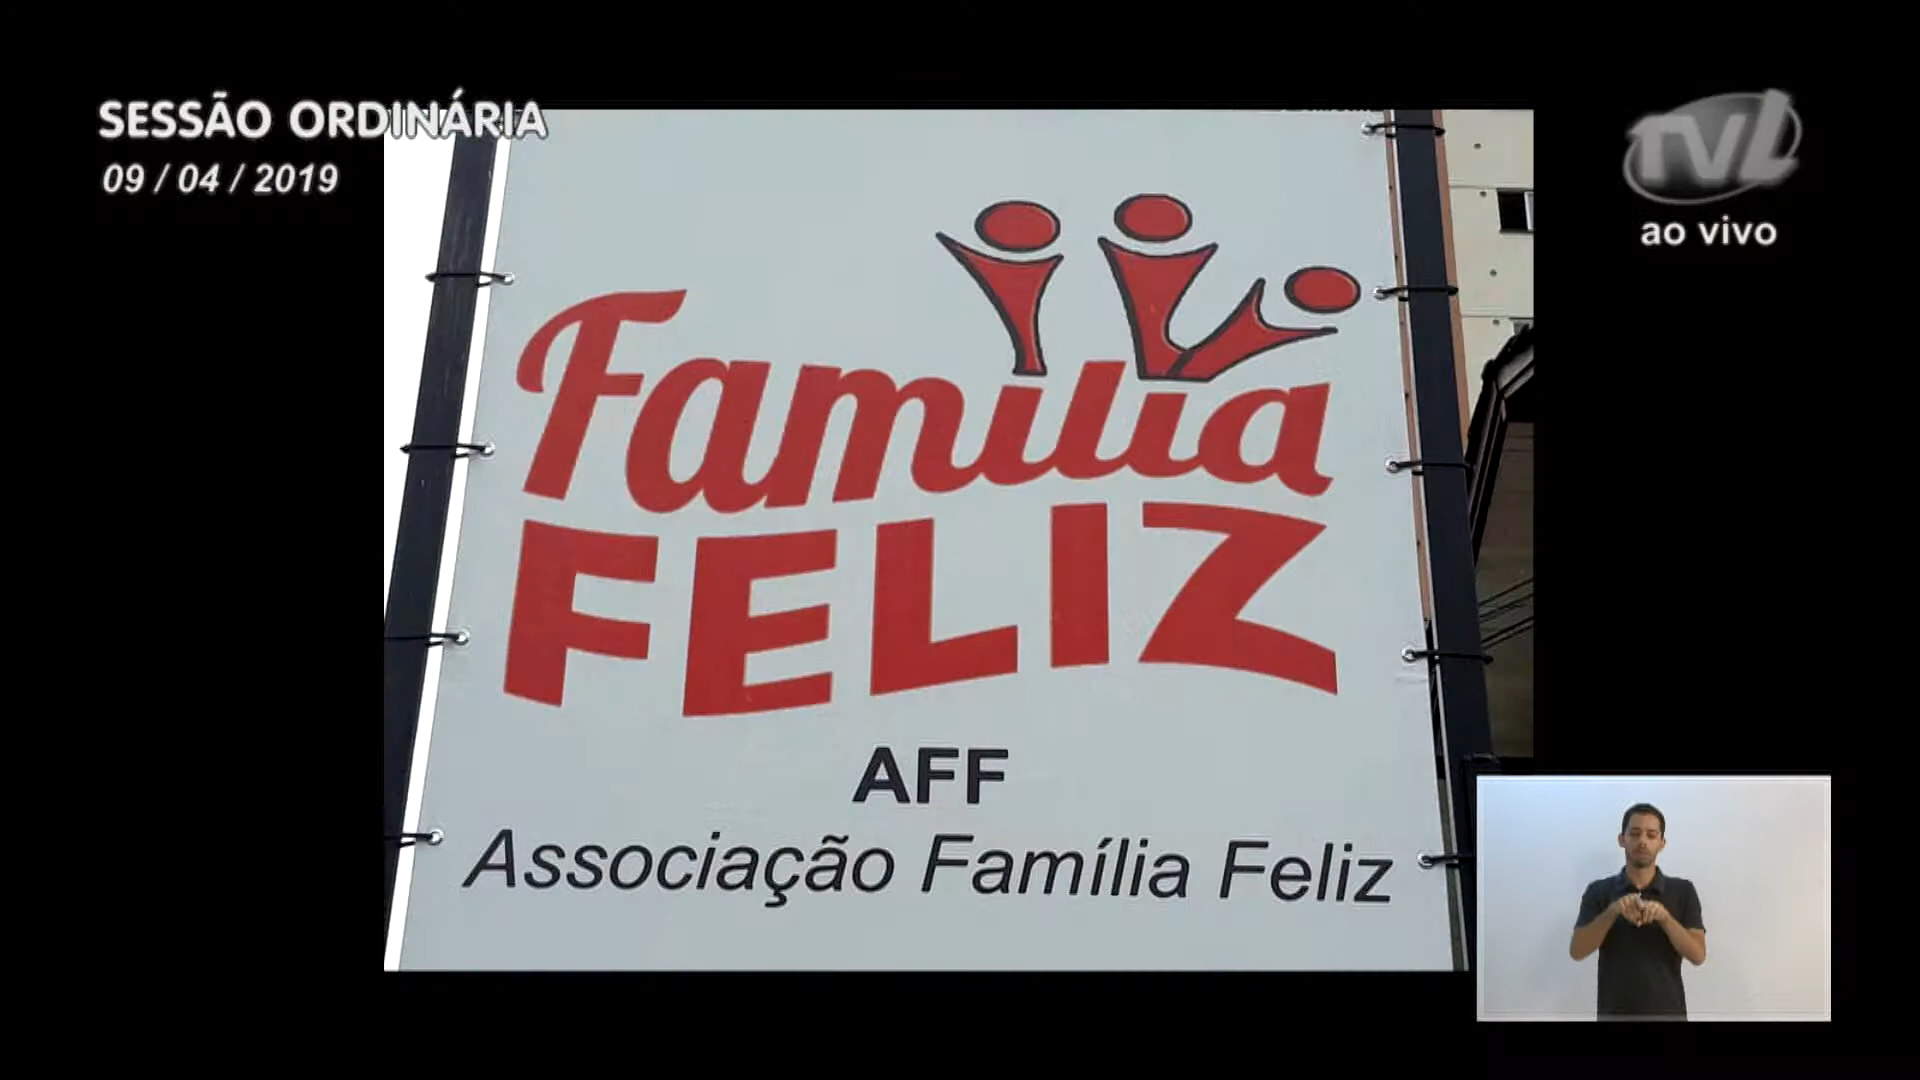 SESSÃO ORDINÁRIA
09 / 04 / 2019
TVL
ao vivo
Família
FELIZ
AFF
Associação Família Feliz